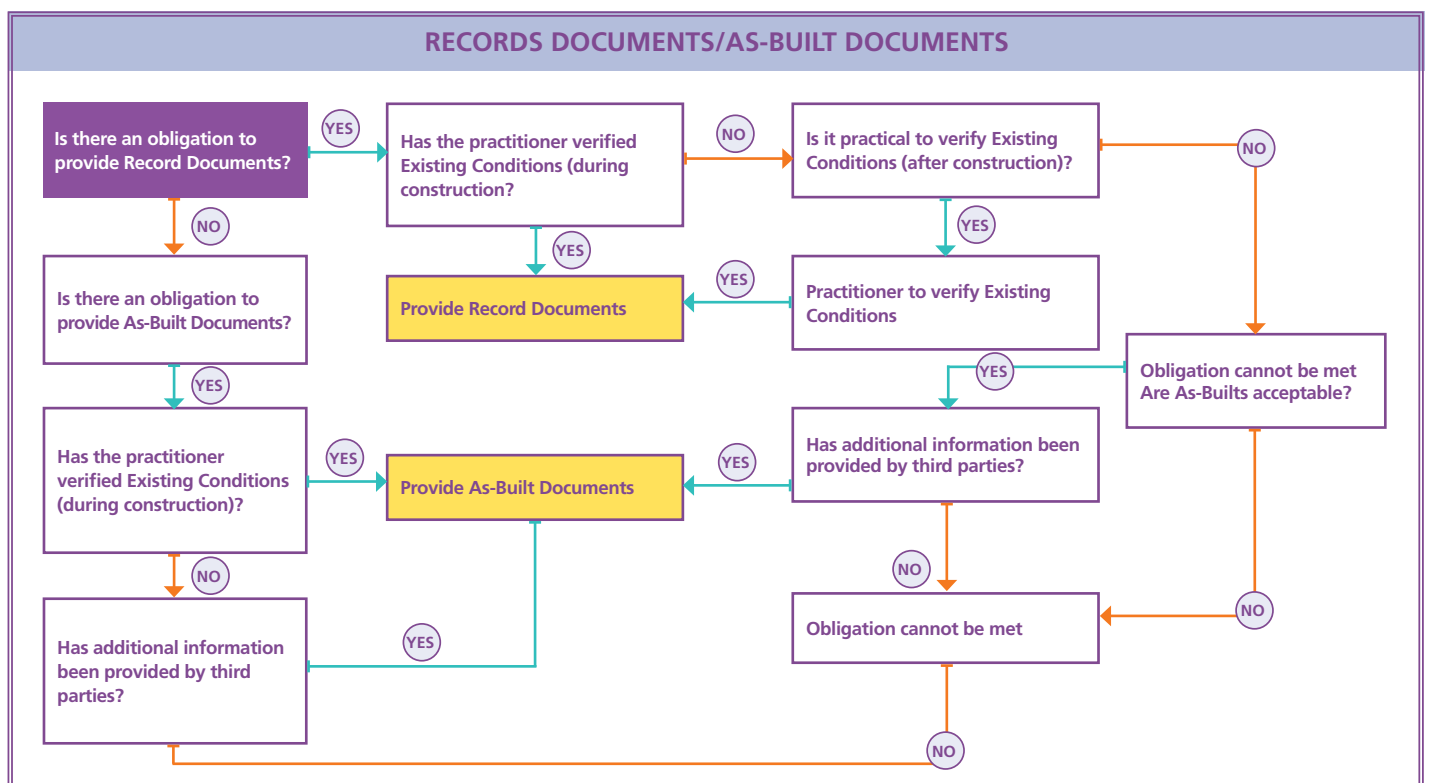 RECORDS DOCUMENTS/AS-BUILT DOCUMENTS
Is there an obligation to
provide Record Documents?
YES
Has the practitioner verified
Existing Conditions (during
construction?
NO
Is it practical to verify Existing
Conditions (after construction)?
NO
NO
YES
YES
Is there an obligation to
provide As-Built Documents?
Provide Record Documents
YES
Practitioner to verify Existing
Conditions
YES
Obligation cannot be met
Are As-Builts acceptable?
YES
Has the practitioner
verified Existing Conditions
(during construction)?
YES
Provide As-Built Documents
YES
Has additional information been
provided by third parties?
NO
NO
NO
Has additional information
been provided by third
parties?
YES
Obligation cannot be met
NO